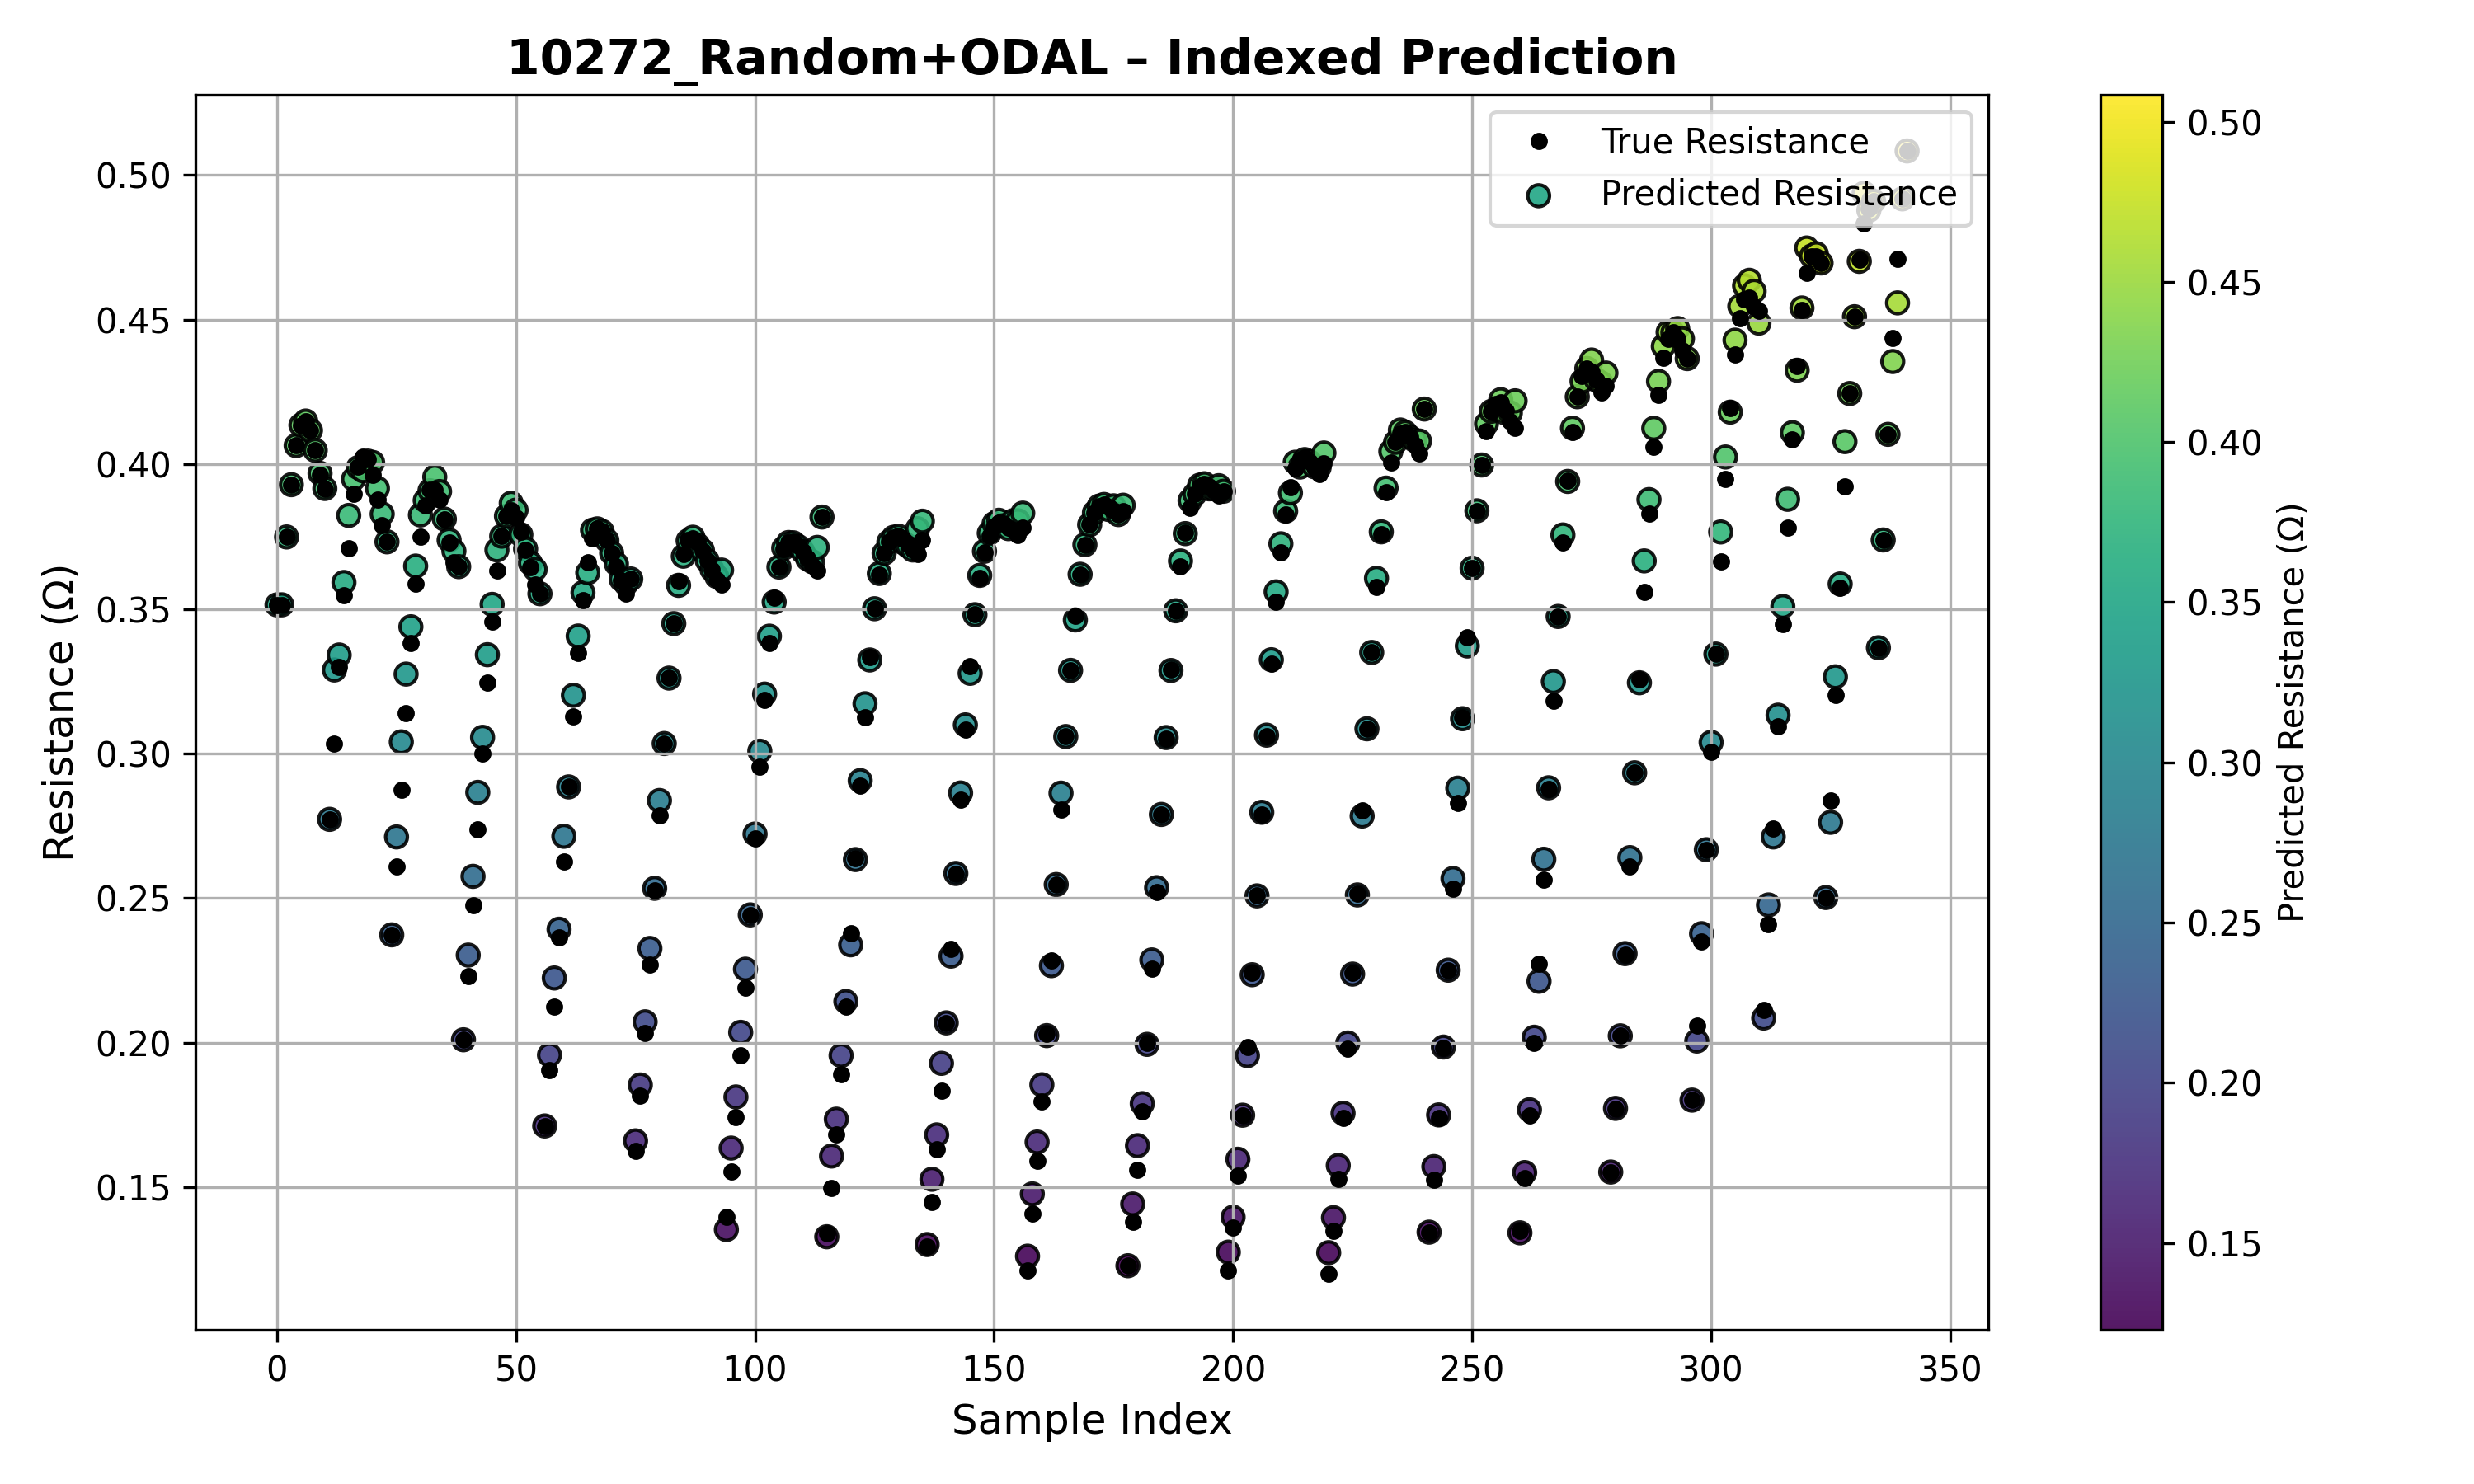 10272_Random+ODAL – Indexed Prediction
True Resistance
Predicted Resistance
Resistance (Ω)
0.50
0.45
0.40
0.35
0.30
0.25
0.20
0.15
0 50 100 150 200 250 300 350
Sample Index
0.50
0.45
0.40
0.35
0.30
0.25
0.20
0.15
Predicted Resistance (Ω)